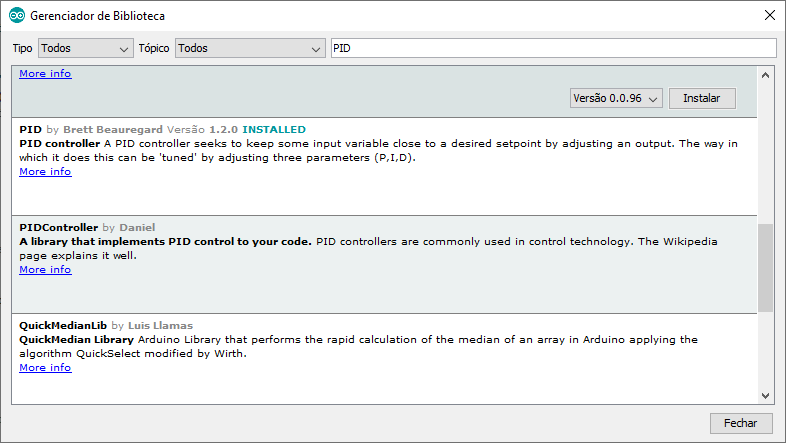 Gerenciador de Biblioteca
Tipo Todos Tópico Todos PID
More info
Versão 0.0.96 Instalar
PID by Brett Beauregard Versão 1.2.0 INSTALLED
PID controller A PID controller seeks to keep some input variable close to a desired setpoint by adjusting an output. The way in
which it does this can be 'tuned' by adjusting three parameters (P,I,D).
More info
PIDController by Daniel
A library that implements PID control to your code. PID controllers are commonly used in control technology. The Wikipedia
page explains it well.
More info
QuickMedianLib by Luis Llamas
QuickMedian Library Arduino Library that performs the rapid calculation of the median of an array in Arduino applying the
algorithm QuickSelect modified by Wirth.
More info
Fechar